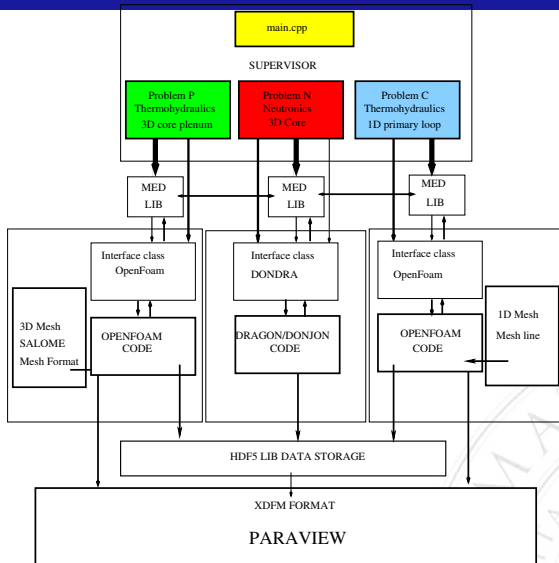 main.cpp
SUPERVISOR
Problem P
Thermohydraulics
3D core plenum
Problem N
Neutronics
3D Core
Problem C
Thermohydraulics
1D primary loop
MED
LIB
MED
LIB
MED
LIB
Interface class
OpenFoam
Interface class
DONDRA
Interface class
OpenFoam
3D Mesh
SALOME
Mesh Format
OPENFOAM
CODE
DRAGON/DONJON
CODE
OPENFOAM
CODE
1D Mesh
Mesh line
HDF5 LIB DATA STORAGE
XDFM FORMAT
PARAVIEW